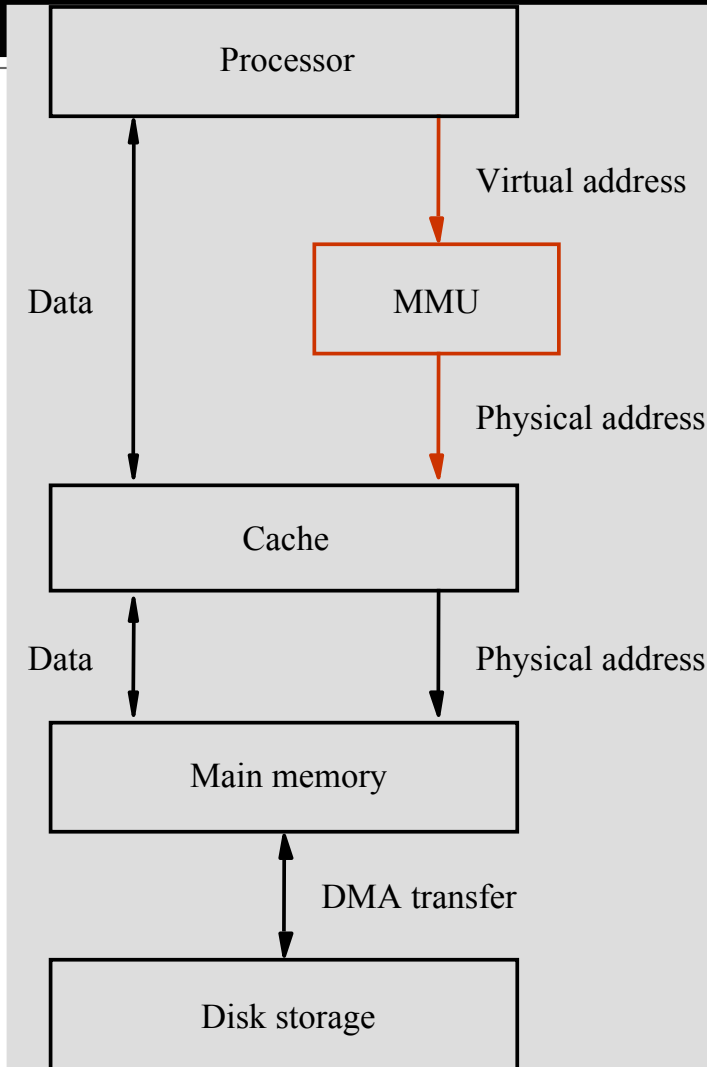 Processor
Virtual address
Data
MMU
Physical address
Cache
Data
Physical address
Main memory
DMA transfer
Disk storage